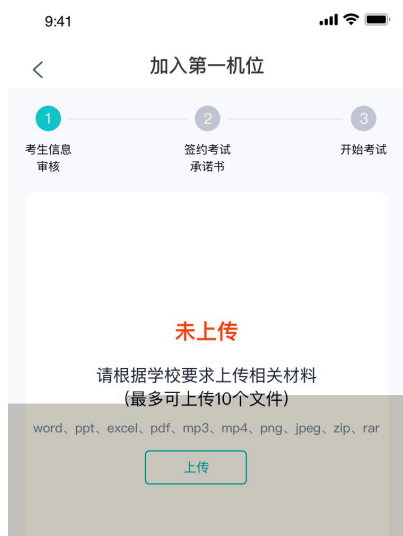 9:41
加入第一机位
1 2 3
考生信息 签约考试 开始考试
审核 承诺书
未上传
请根据学校要求上传相关材料
(最多可上传10个文件)
word、ppt、excel、pdf、mp3、mp4、png、jpeg、zip、rar
上传